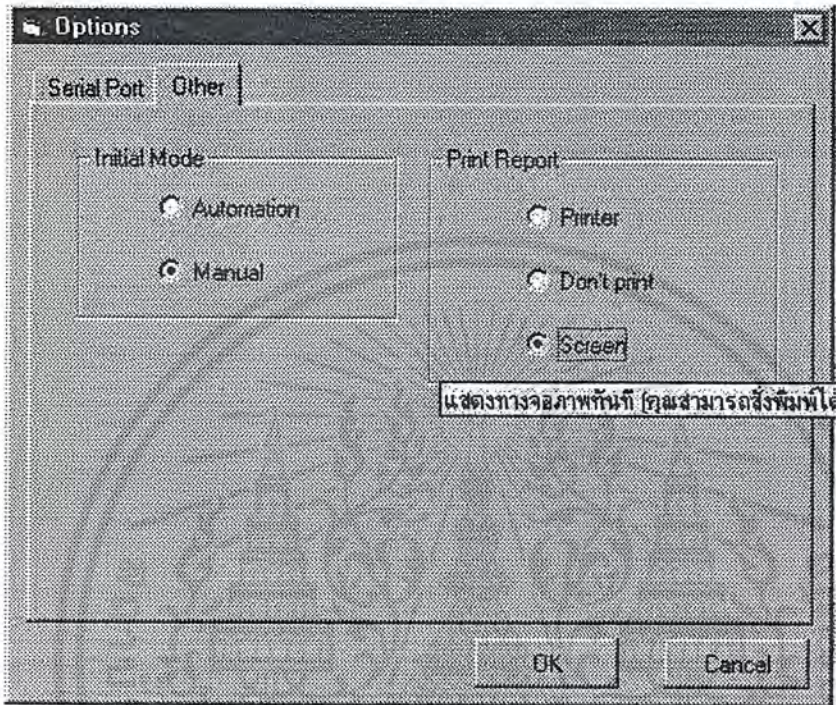 Options
Serial Port Other
Initial Mode
Automation
Manual
Print Report
Printer
Don't print
Screen
แสดงทางจอภาพทันที (คุณสามารถสั่งพิมพ์ได้
OK Cancel